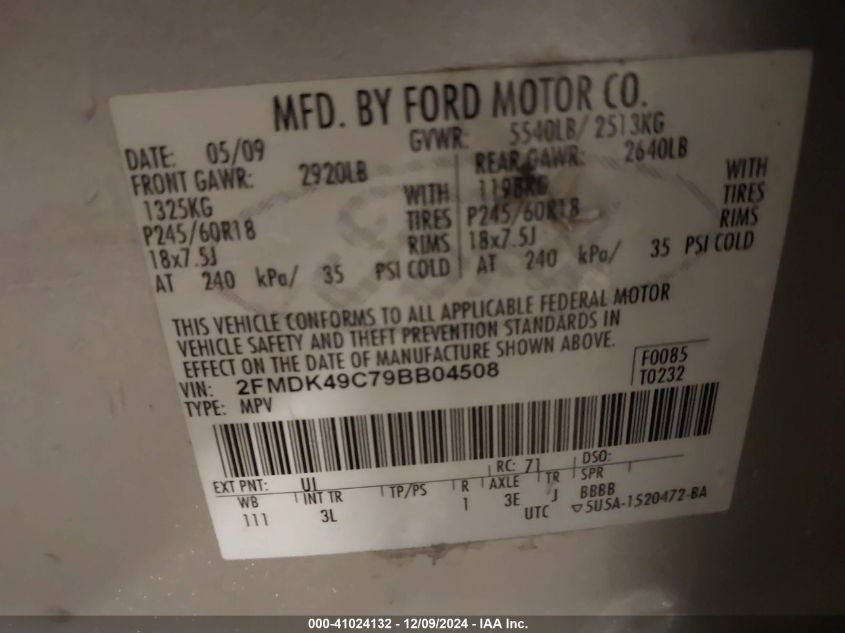 MFD. BY FORD MOTOR CO.
DATE: 05/09 GVWR: 5540LB/ 2513KG
FRONT GAWR: 2920LB REAR GAWR: 2640LB
1325KG WITH 1198KG WITH
P245/60R18 TIRES P245/60R18 TIRES
18x7.5J RIMS 18x7.5J RIMS
AT 240 kPa/ 35 PSI COLD AT 240 kPa/ 35 PSI COLD
THIS VEHICLE CONFORMS TO ALL APPLICABLE FEDERAL MOTOR
VEHICLE SAFETY AND THEFT PREVENTION STANDARDS IN
EFFECT ON THE DATE OF MANUFACTURE SHOWN ABOVE.
VIN: 2FMDK49C79BB04508 F0085
TYPE: MPV T0232
EXT PNT: UI RC: 71 DSO:
WB INT TR TP/PS R AXLE TR SPR
111 3L 1 3E J BBBB
UTC ▽5U5A-1520472-BA
000-41024132 - 12/09/2024 - IAA Inc.